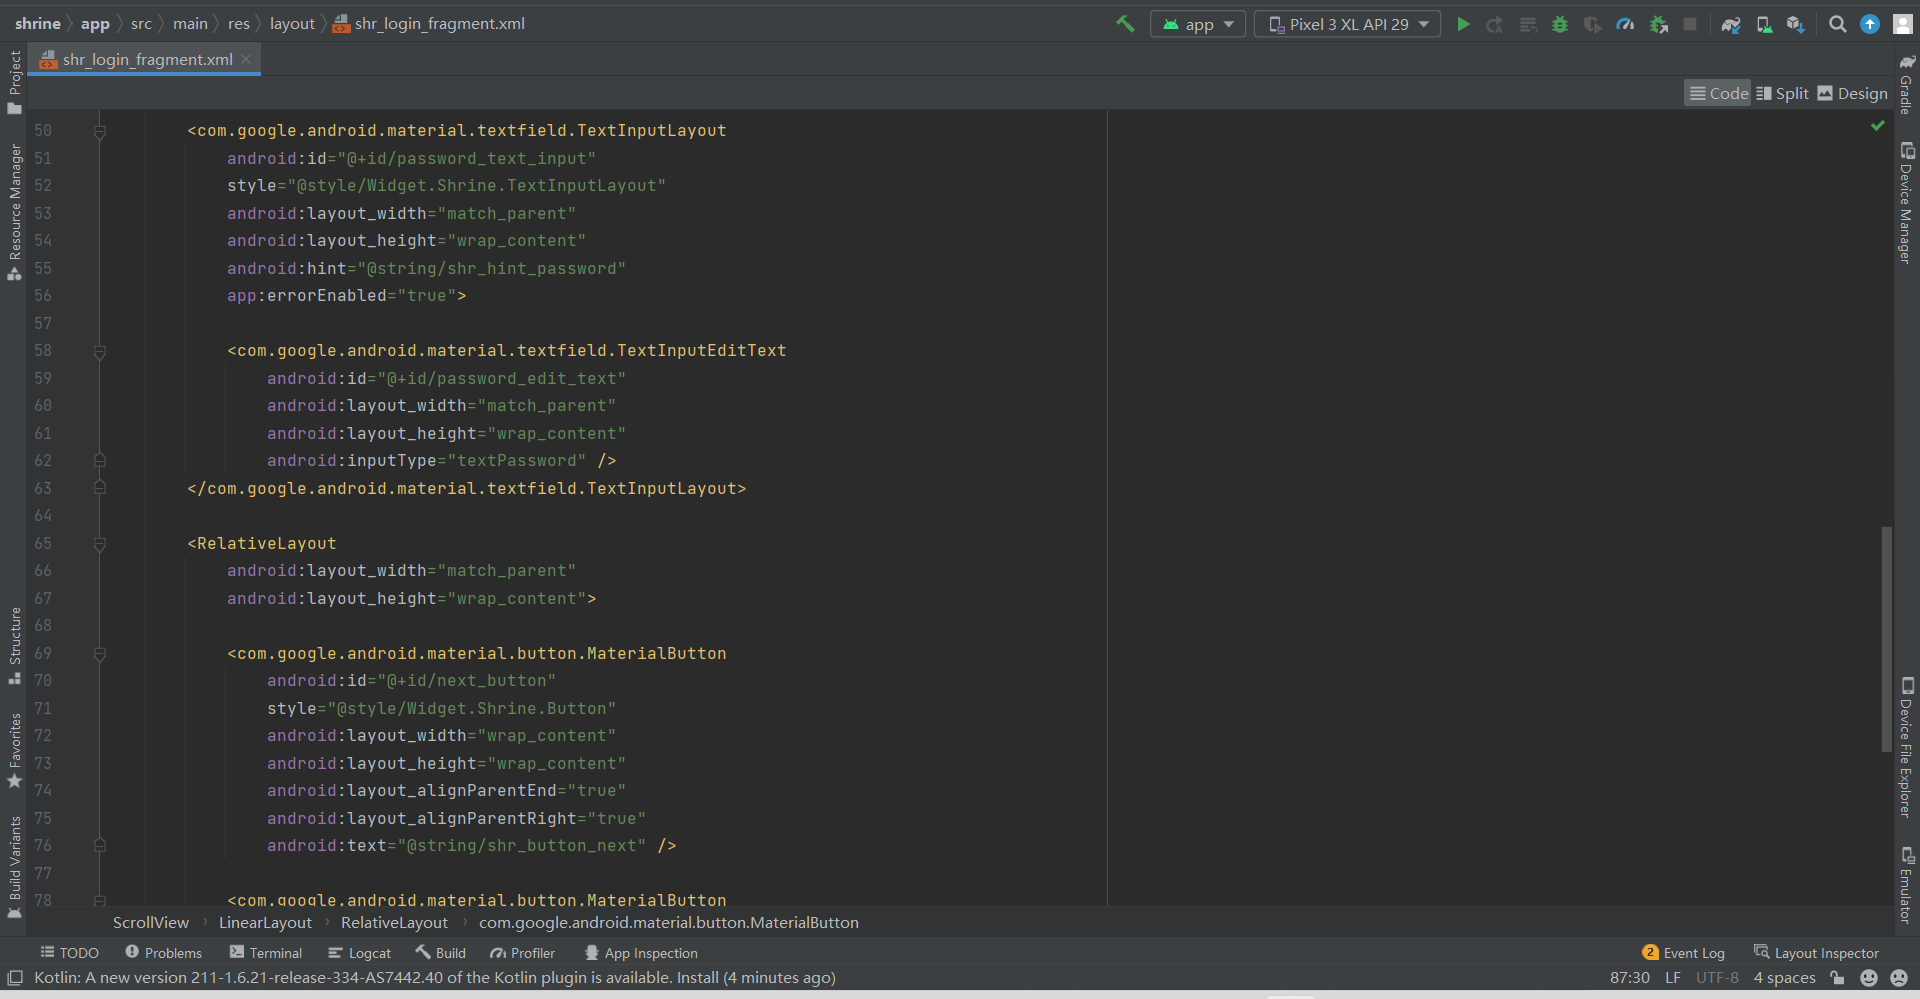 shrine app src main res layout shr_login_fragment.xml app Pixel 3 XL API 29
shr_login_fragment.xml
Code Split Design
50 <com.google.android.material.textfield.TextInputLayout
51 android:id="@+id/password_text_input"
52 style="@style/Widget.Shrine.TextInputLayout"
53 android:layout_width="match_parent"
54 android:layout_height="wrap_content"
55 android:hint="@string/shr_hint_password"
56 app:errorEnabled="true">
57
58 <com.google.android.material.textfield.TextInputEditText
59 android:id="@+id/password_edit_text"
60 android:layout_width="match_parent"
61 android:layout_height="wrap_content"
62 android:inputType="textPassword" />
63 </com.google.android.material.textfield.TextInputLayout>
64
65 <RelativeLayout
66 android:layout_width="match_parent"
67 android:layout_height="wrap_content">
68
69 <com.google.android.material.button.MaterialButton
70 android:id="@+id/next_button"
71 style="@style/Widget.Shrine.Button"
72 android:layout_width="wrap_content"
73 android:layout_height="wrap_content"
74 android:layout_alignParentEnd="true"
75 android:layout_alignParentRight="true"
76 android:text="@string/shr_button_next" />
77
78 <com.google.android.material.button.MaterialButton
ScrollView LinearLayout RelativeLayout com.google.android.material.button.MaterialButton
TODO Problems Terminal Logcat Build Profiler App Inspection 2 Event Log Layout Inspector
Kotlin: A new version 211-1.6.21-release-334-AS7442.40 of the Kotlin plugin is available. Install (4 minutes ago) 87:30 LF UTF-8 4 spaces
Project
Resource Manager
Structure
Favorites
Build Variants
Gradle
Device Manager
Device File Explorer
Emulator